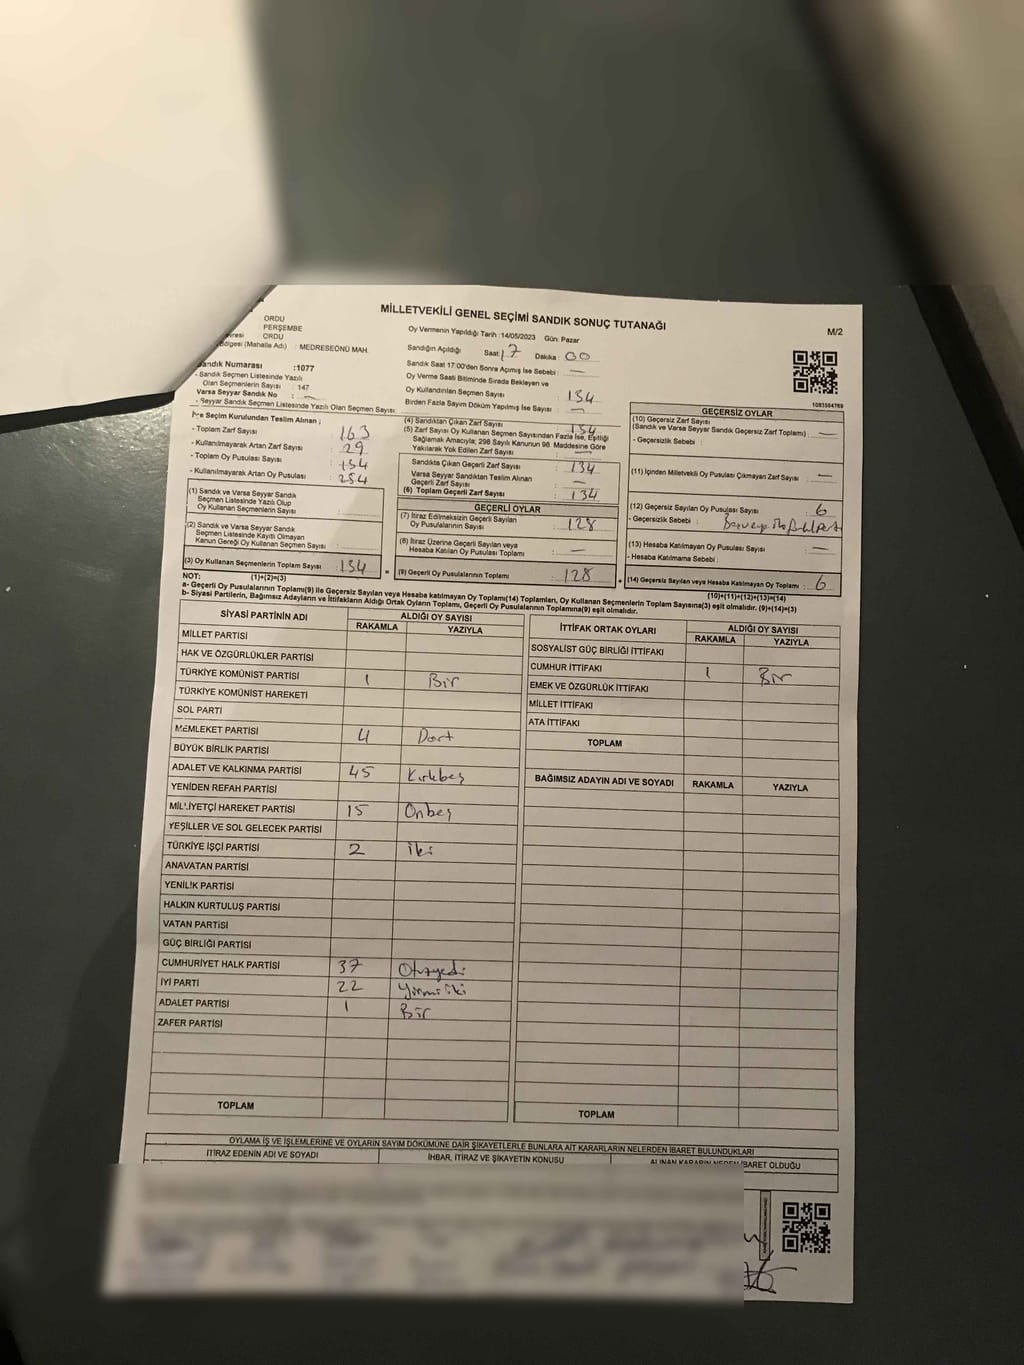 MİLLETVEKİLİ GENEL SEÇİMİ SANDIK SONUÇ TUTANAĞI
M/2
ORDU
PERŞEMBE
ORDU
(Mahalle Adı) : MEDRESEÖNÜ MAH.
Oy Vermenin Yapıldığı Tarih :14/05/2023 Gün: Pazar
Sandığın Açıldığı Saat: 17 Dakika : 00
Sandık Saat 17:00'den Sonra Açımış İse Sebebi : —
Oy Verme Saati Bitiminde Sırada Bekleyen ve
Oy Kullandırılan Seçmen Sayısı : 134
Birden Fazla Sayım Döküm Yapılmış İse Sayısı : —
Sandık Numarası :1077
- Sandık Seçmen Listesinde Yazılı
Olan Seçmenlerin Sayısı : 147
Varsa Seyyar Sandık No : —
- Seyyar Sandık Seçmen Listesinde Yazılı Olan Seçmen Sayısı:
İlçe Seçim Kurulundan Teslim Alınan ;
- Toplam Zarf Sayısı : 163
- Kullanılmayarak Artan Zarf Sayısı : 29
- Toplam Oy Pusulası Sayısı :
- Kullanılmayarak Artan Oy Pusulası :
(1) Sandık ve Varsa Seyyar Sandık
Seçmen Listesinde Yazılı Olup
Oy Kullanan Seçmenlerin Sayısı :
(2) Sandık ve Varsa Seyyar Sandık
Seçmen Listesinde Kayıtlı Olmayan
Kanun Gereği Oy Kullanan Seçmen Sayısı :
(3) Oy Kullanan Seçmenlerin Toplam Sayısı : 134
(1)+(2)=(3)
(4) Sandıktan Çıkan Zarf Sayısı : 134
(5) Zarf Sayısı Oy Kullanan Seçmen Sayısından Fazla İse, Eşitliği
Sağlamak Amacıyla; 298 Sayılı Kanunun 98. Maddesine Göre
Yakılarak Yok Edilen Zarf Sayısı : —
Sandıkta Çıkan Geçerli Zarf Sayısı : 134
Varsa Seyyar Sandıktan Teslim Alınan
Geçerli Zarf Sayısı : —
(6) Toplam Geçerli Zarf Sayısı : 134
GEÇERLİ OYLAR
(7) İtiraz Edilmeksizin Geçerli Sayılan
Oy Pusulasının Sayısı : 128
(8) İtiraz Üzerine Geçerli Sayılan veya
Hesaba Katılan Oy Pusulası Toplamı : —
(9) Geçerli Oy Pusulalarının Toplamı : 128
1083584769
GEÇERSİZ OYLAR
(10) Geçersiz Zarf Sayısı
(Sandık ve Varsa Seyyar Sandık Geçersiz Zarf Toplamı) : —
- Geçersizlik Sebebi :
(11) İçinden Milletvekili Oy Pusulası Çıkmayan Zarf Sayısı : —
(12) Geçersiz Sayılan Oy Pusulası Sayısı : 6
- Geçersizlik Sebebi :
(13) Hesaba Katılmayan Oy Pusulası Sayısı : —
- Hesaba Katılmama Sebebi :
(14) Geçersiz Sayılan veya Hesaba Katılmayan Oy Toplamı : 6
(10)+(11)+(12)+(13)=(14)
NOT:
a- Geçerli Oy Pusulalarının Toplamı(9) ile Geçersiz Sayılan veya Hesaba Katılmayan Oy Toplamı(14) Toplamları, Oy Kullanan Seçmenlerin Toplam Sayısına(3) eşit olmalıdır. (9)+(14)=(3)
b- Siyasi Partilerin, Bağımsız Adayların ve İttifakların Aldığı Ortak Oyların Toplamı, Geçerli Oy Pusulalarının Toplamına(9) eşit olmalıdır.
SİYASİ PARTİNİN ADI ALDIĞI OY SAYISI
RAKAMLA YAZIYLA
MİLLET PARTİSİ
HAK VE ÖZGÜRLÜKLER PARTİSİ
TÜRKİYE KOMÜNİST PARTİSİ 1 Bir
TÜRKİYE KOMÜNİST HAREKETİ
SOL PARTİ
MEMLEKET PARTİSİ 4 Dört
BÜYÜK BİRLİK PARTİSİ
ADALET VE KALKINMA PARTİSİ 45 Kırkbeş
YENİDEN REFAH PARTİSİ
MİLLİYETÇİ HAREKET PARTİSİ 15 Onbeş
YEŞİLLER VE SOL GELECEK PARTİSİ
TÜRKİYE İŞÇİ PARTİSİ 2 İki
ANAVATAN PARTİSİ
YENİLİK PARTİSİ
HALKIN KURTULUŞ PARTİSİ
VATAN PARTİSİ
GÜÇ BİRLİĞİ PARTİSİ
CUMHURİYET HALK PARTİSİ 37 Otuzyedi
İYİ PARTİ 22 Yirmiiki
ADALET PARTİSİ 1 Bir
ZAFER PARTİSİ
TOPLAM
İTTİFAK ORTAK OYLARI ALDIĞI OY SAYISI
RAKAMLA YAZIYLA
SOSYALİST GÜÇ BİRLİĞİ İTTİFAKI
CUMHUR İTTİFAKI 1 Bir
EMEK VE ÖZGÜRLÜK İTTİFAKI
MİLLET İTTİFAKI
ATA İTTİFAKI
TOPLAM
BAĞIMSIZ ADAYIN ADI VE SOYADI RAKAMLA YAZIYLA
TOPLAM
OYLAMA İŞ VE İŞLEMLERİNE VE OYLARIN SAYIM DÖKÜMÜNE DAİR ŞİKAYETLERLE BUNLARA AİT KARARLARIN NELERDEN İBARET BULUNDUKLARI
İTİRAZ EDENİN ADI VE SOYADI İHBAR, İTİRAZ VE ŞİKAYETİN KONUSU ALINAN KARARIN NEDEN İBARET OLDUĞU